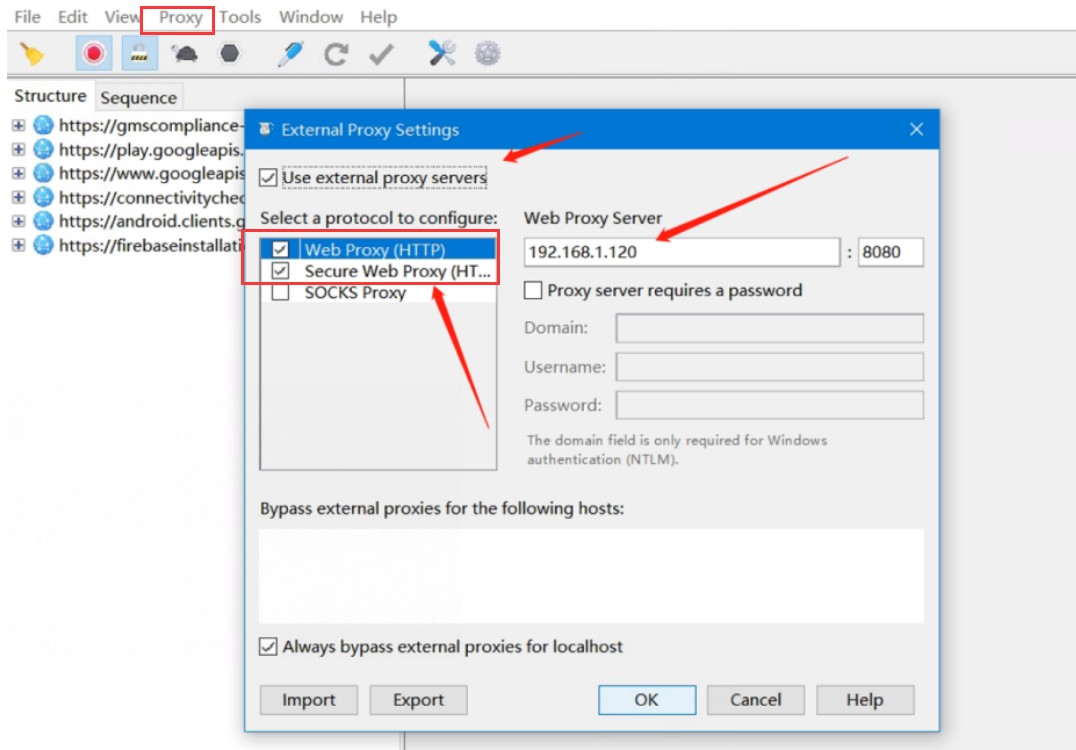 File Edit View Proxy Tools Window Help
Structure Sequence
https://gmscompliance-
https://play.googleapis.
https://www.googleapis
https://connectivitychec
https://android.clients.g
https://firebaseinstallati
External Proxy Settings
Use external proxy servers
Select a protocol to configure:
Web Proxy (HTTP)
Secure Web Proxy (HT...
SOCKS Proxy
Web Proxy Server
192.168.1.120 : 8080
Proxy server requires a password
Domain:
Username:
Password:
The domain field is only required for Windows
authentication (NTLM).
Bypass external proxies for the following hosts:
Always bypass external proxies for localhost
Import Export OK Cancel Help